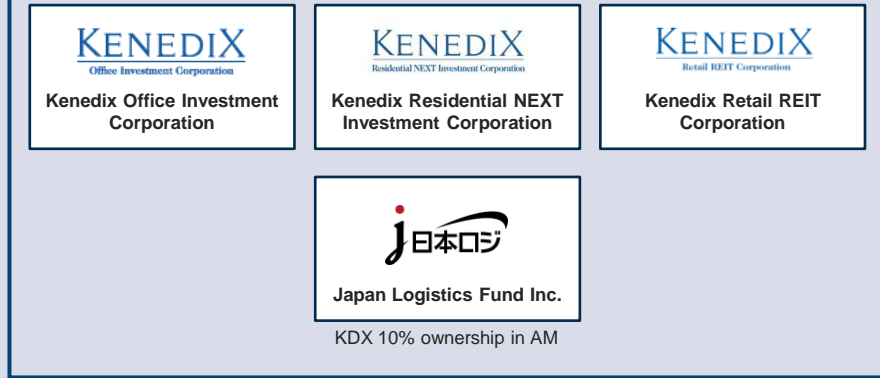 KENEDIX
Office Investment Corporation
Kenedix Office Investment
Corporation
KENEDIX
Residential NEXT Investment Corporation
Kenedix Residential NEXT
Investment Corporation
KENEDIX
Retail REIT Corporation
Kenedix Retail REIT
Corporation
j日本ロジ
Japan Logistics Fund Inc.
KDX 10% ownership in AM